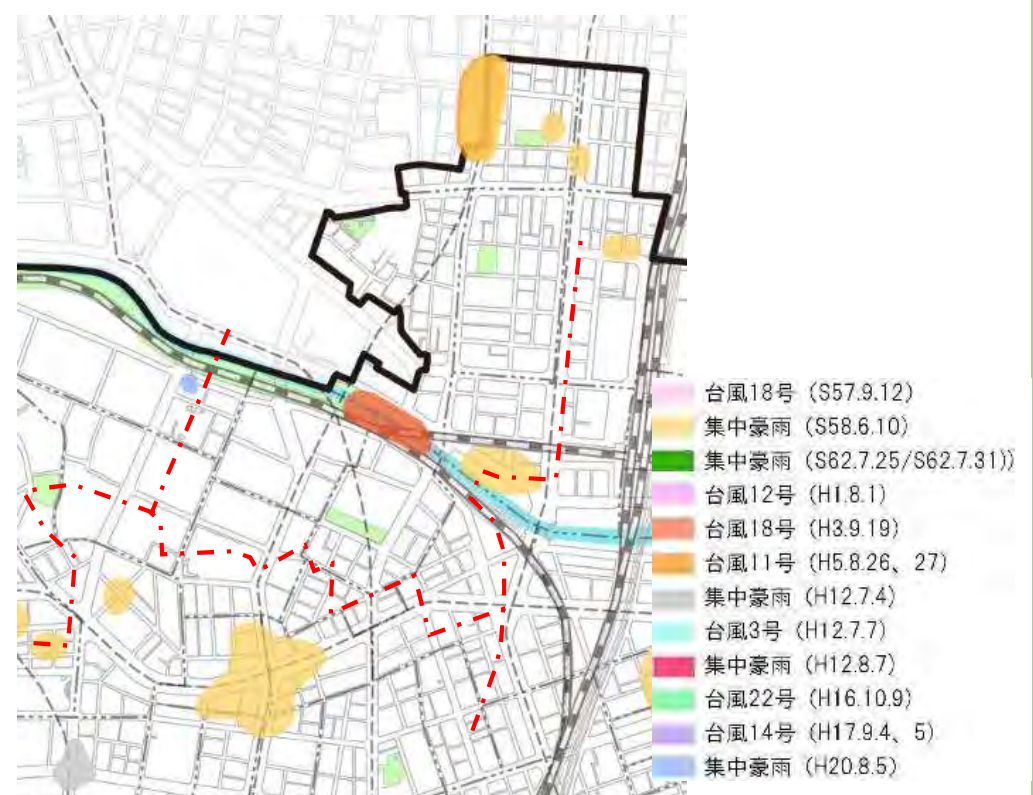 台風18号（S57.9.12）
集中豪雨（S58.6.10）
集中豪雨（S62.7.25/S62.7.31)）
台風12号（H1.8.1）
台風18号（H3.9.19）
台風11号（H5.8.26、27）
集中豪雨（H12.7.4）
台風3号（H12.7.7）
集中豪雨（H12.8.7）
台風22号（H16.10.9）
台風14号（H17.9.4、5）
集中豪雨（H20.8.5）